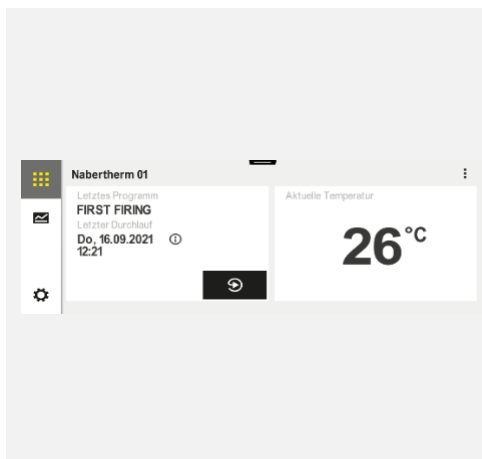 Nabertherm 01
Letztes Programm
FIRST FIRING
Letzter Durchlauf
Do, 16.09.2021
12:21
Aktuelle Temperatur
26°C